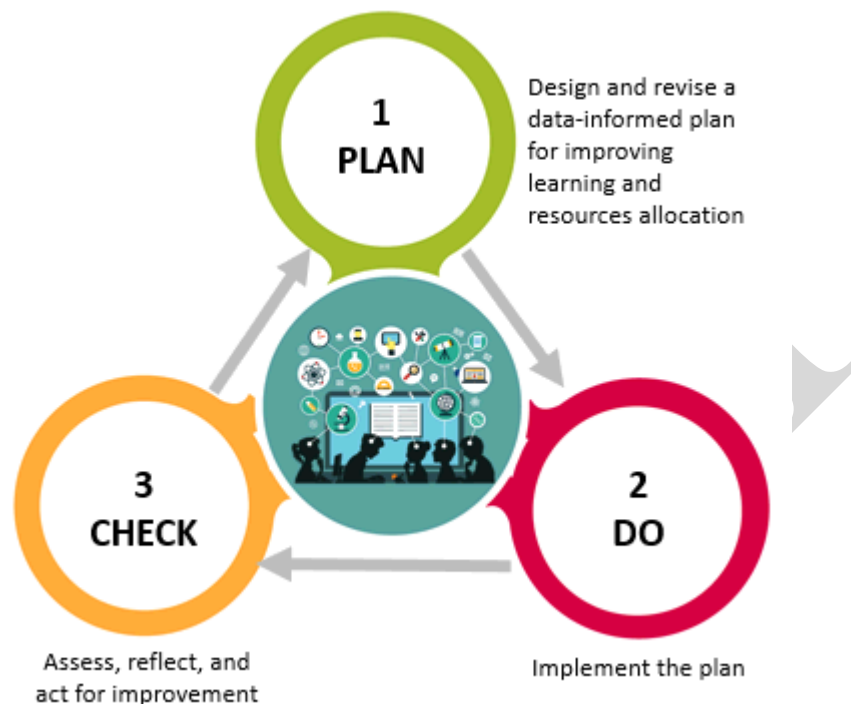 1
PLAN
Design and revise a
data-informed plan
for improving
learning and
resources allocation
2
DO
Implement the plan
3
CHECK
Assess, reflect, and
act for improvement